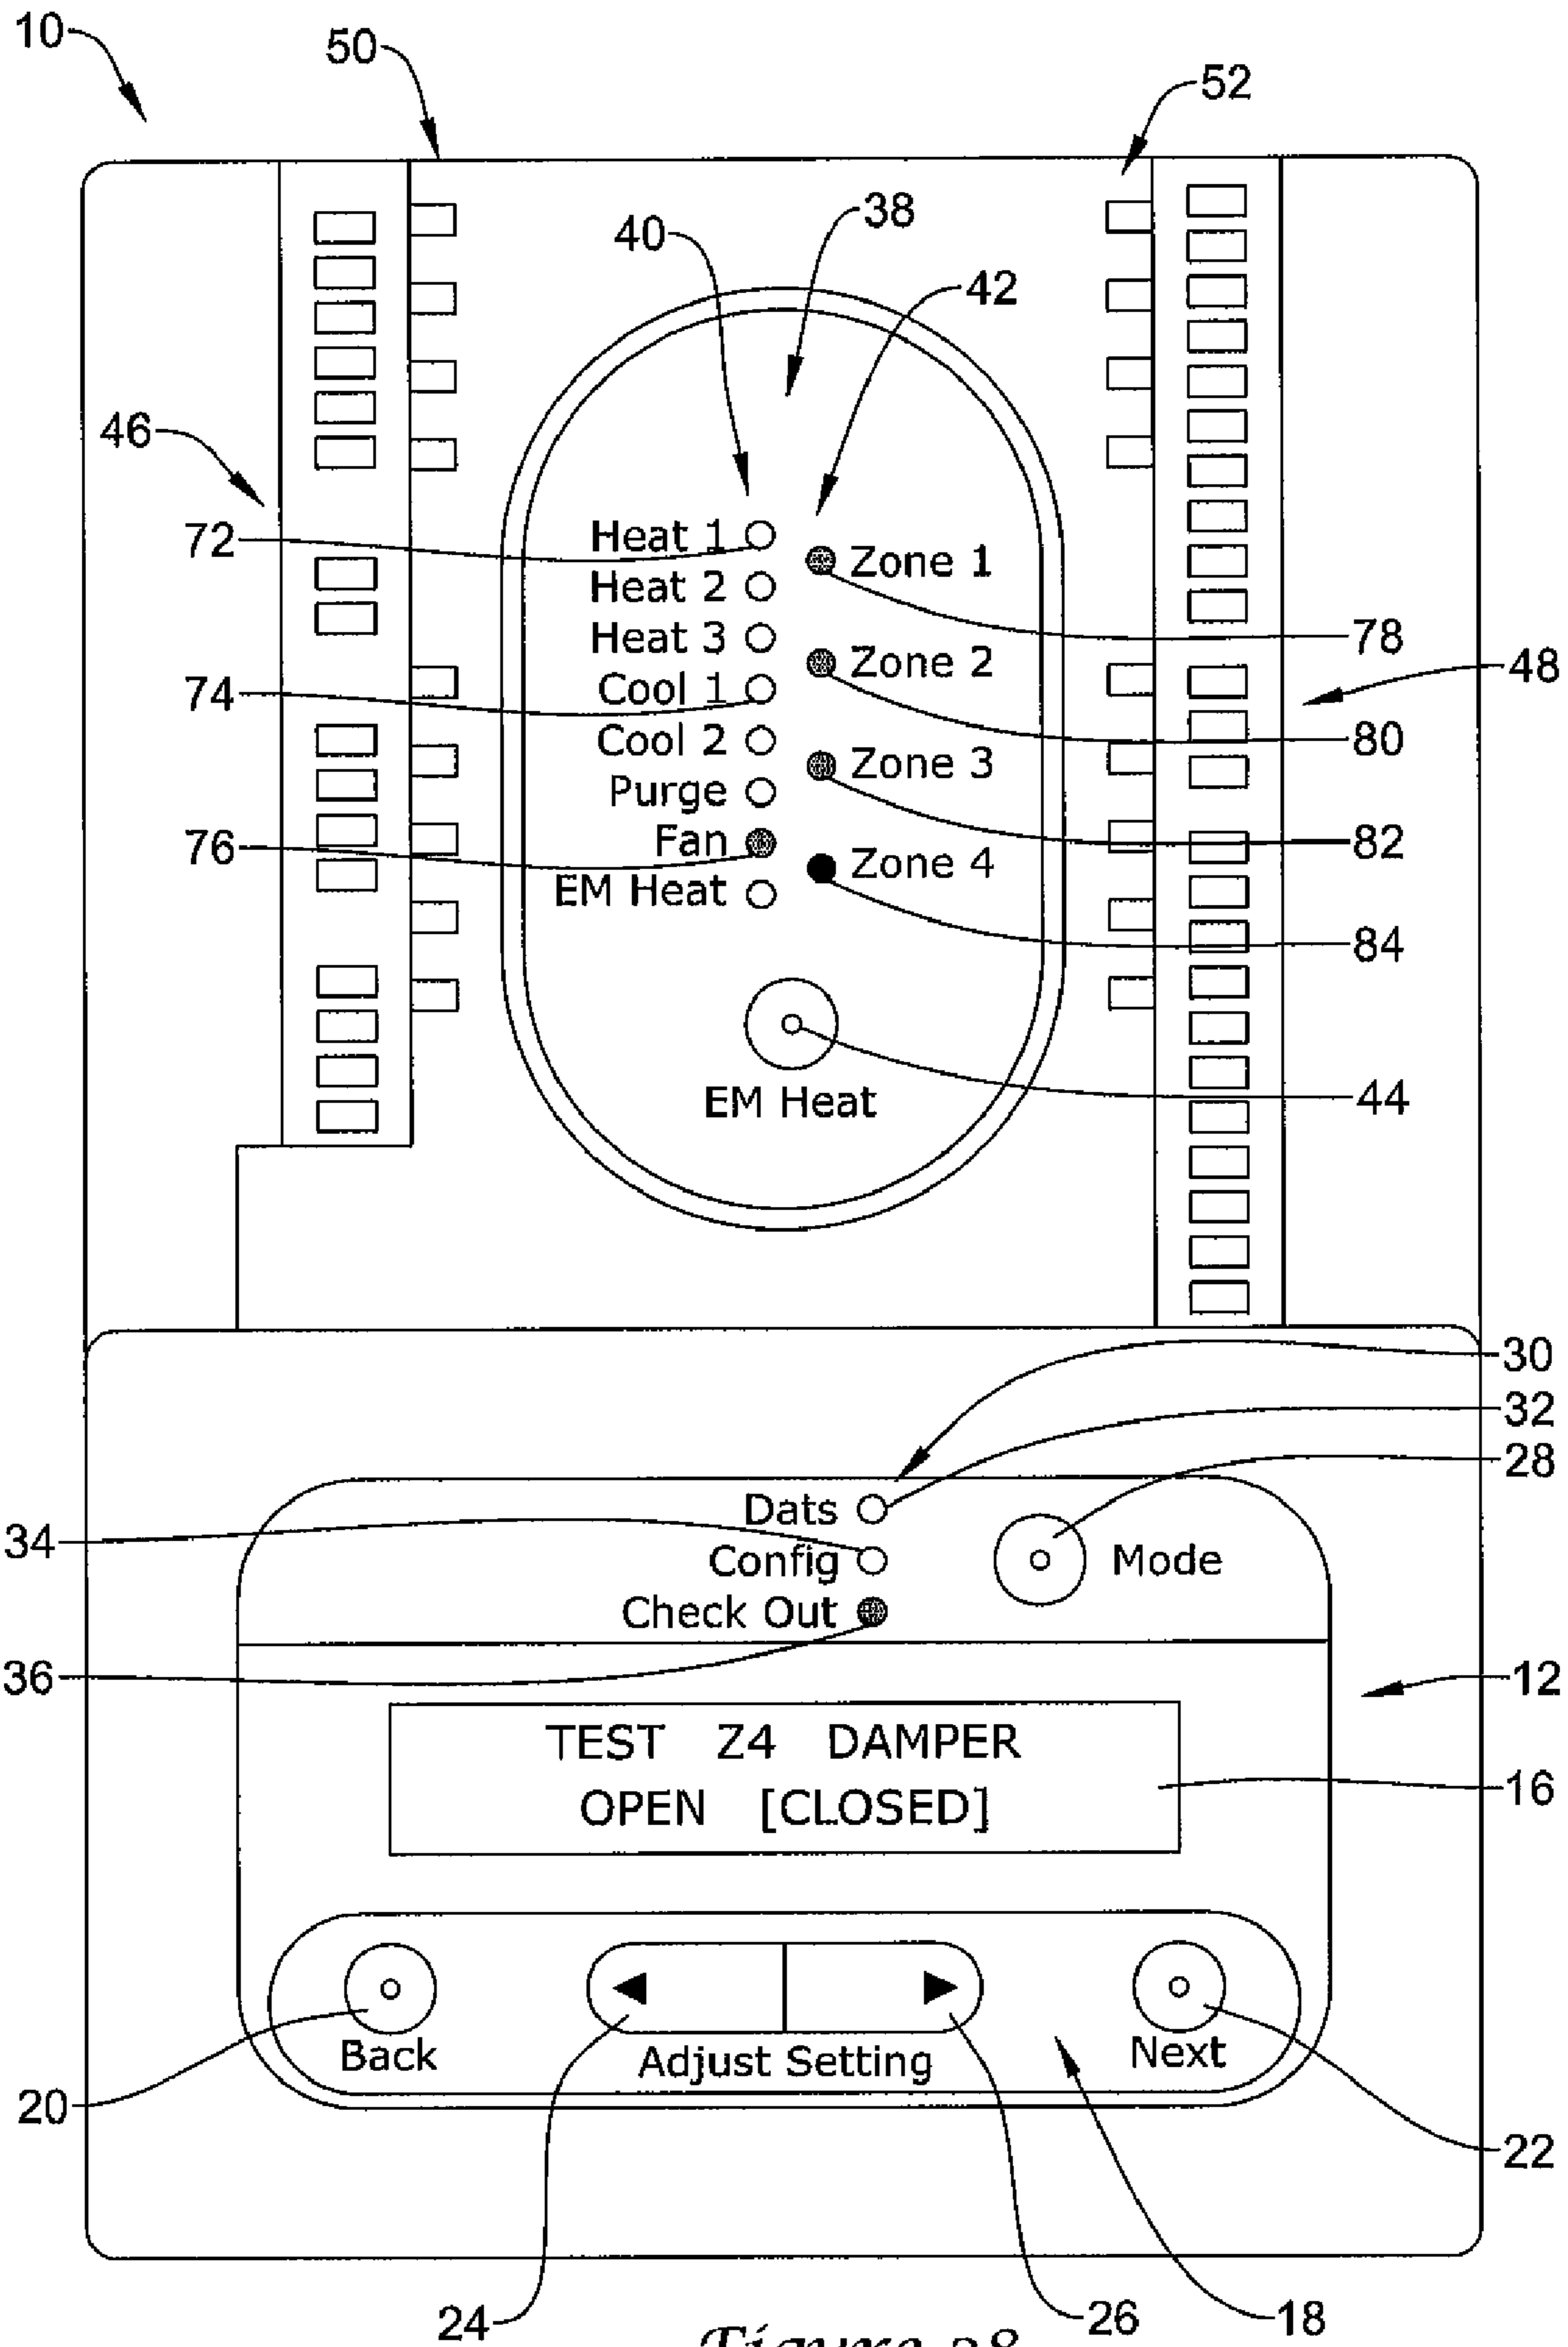 10
50
52
38
40
42
46
72
Heat 1
Zone 1
Heat 2
78
Heat 3
Zone 2
48
74
Cool 1
80
Cool 2
Zone 3
Purge
82
76
Fan
Zone 4
EM Heat
84
EM Heat
44
30
32
28
Dats
34
Config
Mode
Check Out
36
12
TEST Z4 DAMPER
OPEN [CLOSED]
16
Back
Adjust Setting
Next
20
22
24
26
18
Figure 28